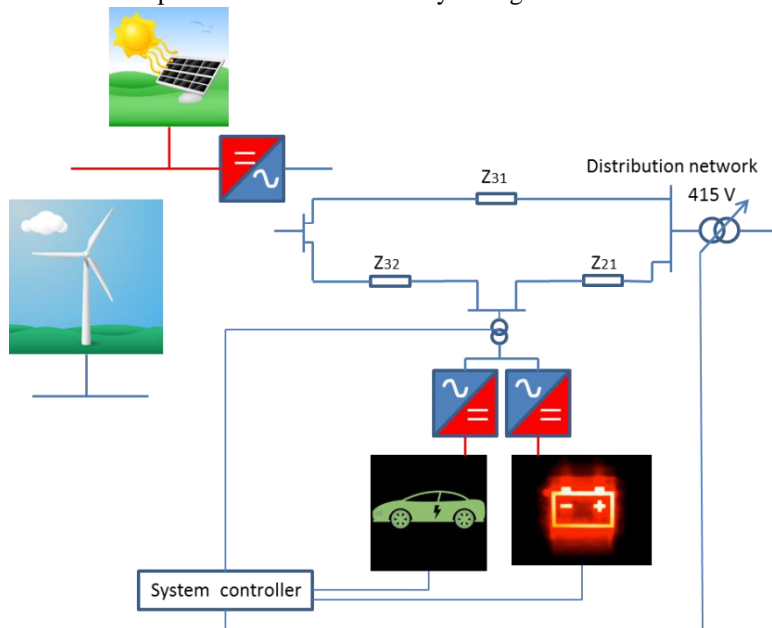 Z31
Distribution network
415 V
Z32
Z21
System controller